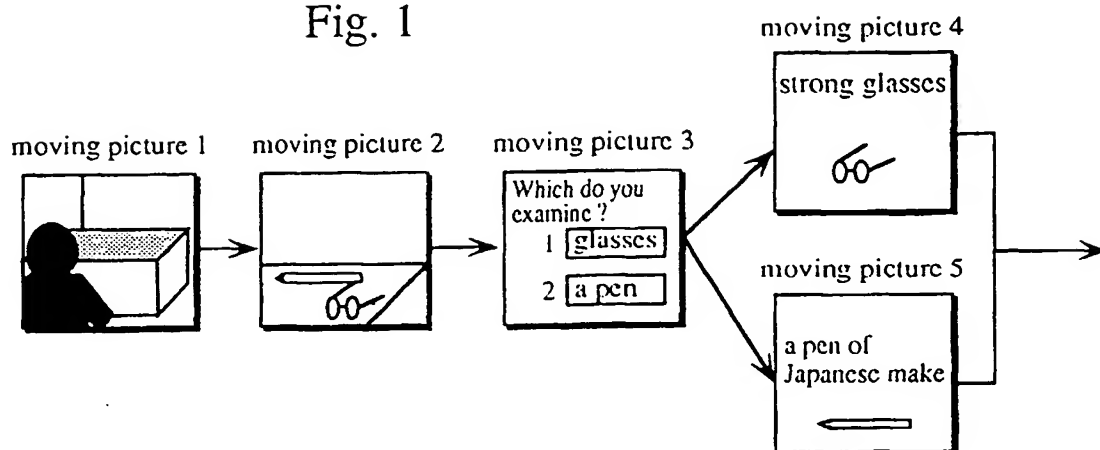 Fig. 1
moving picture 1
moving picture 2
moving picture 3
Which do you
examine ?
1 glasses
2 a pen
moving picture 4
strong glasses
moving picture 5
a pen of
Japanese make